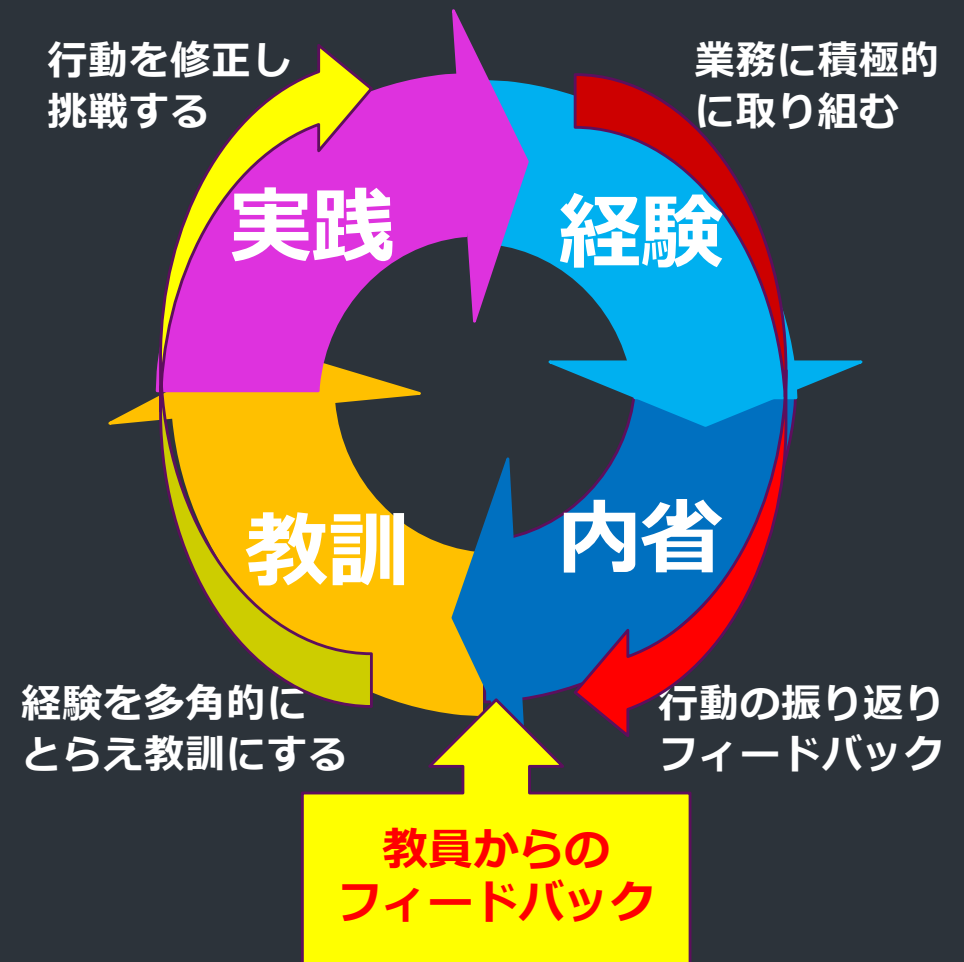 行動を修正し
挑戦する
業務に積極的
に取り組む
実践
経験
教訓
内省
経験を多角的に
とらえ教訓にする
行動の振り返り
フィードバック
教員からの
フィードバック